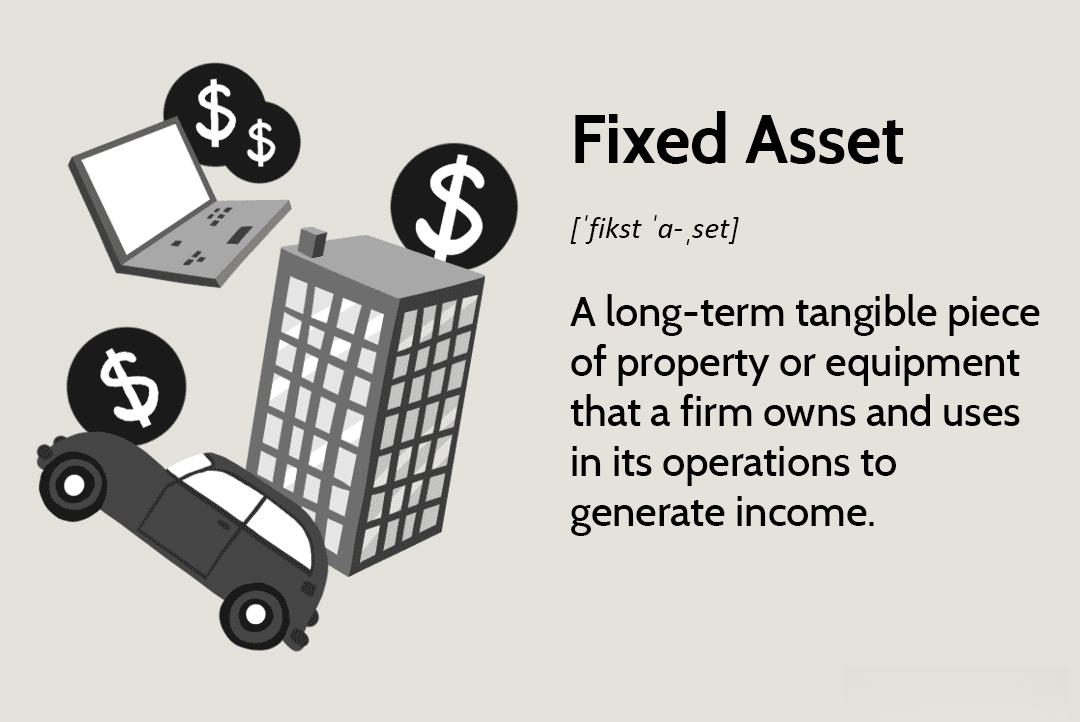 $
$
$
$
Fixed Asset
[ˈfikst ˈa-ˌset]
A long-term tangible piece
of property or equipment
that a firm owns and uses
in its operations to
generate income.